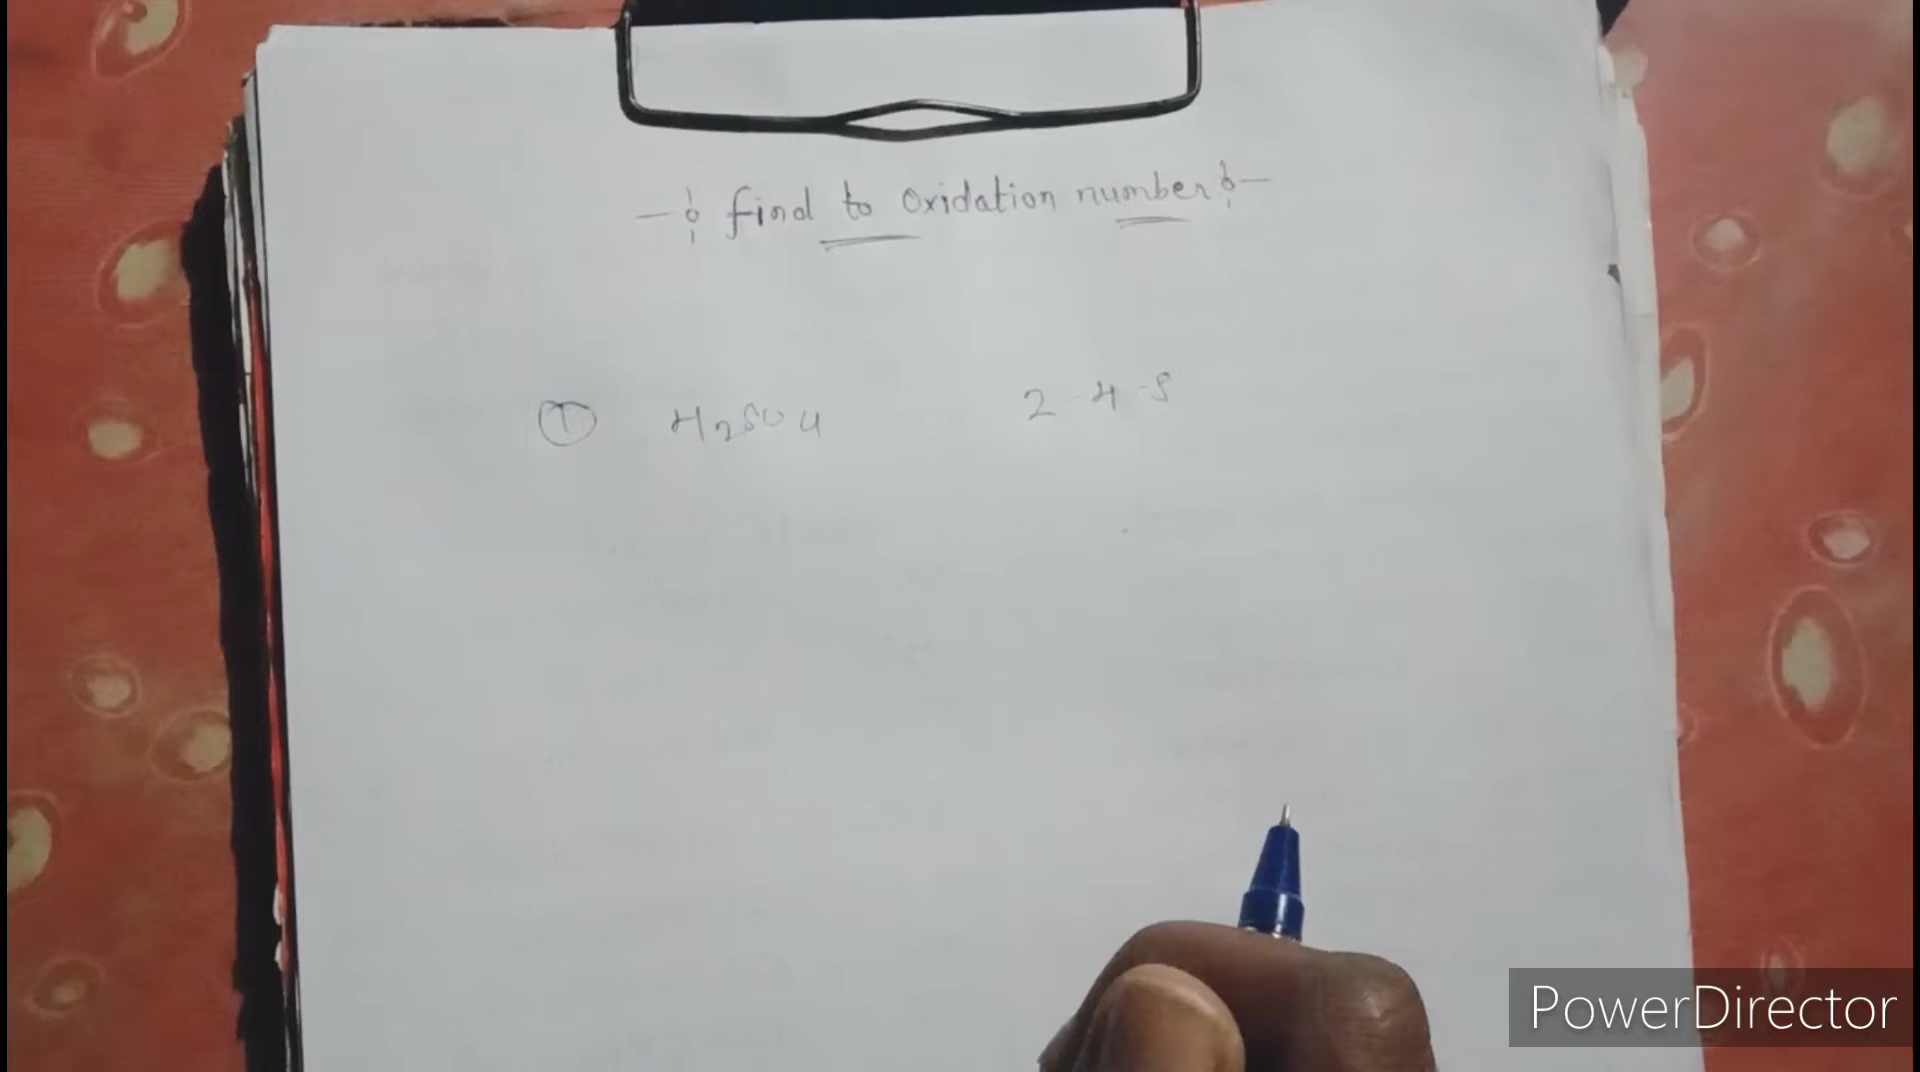 -: find to oxidation number :-
① H2SO4 2-4-8
PowerDirector